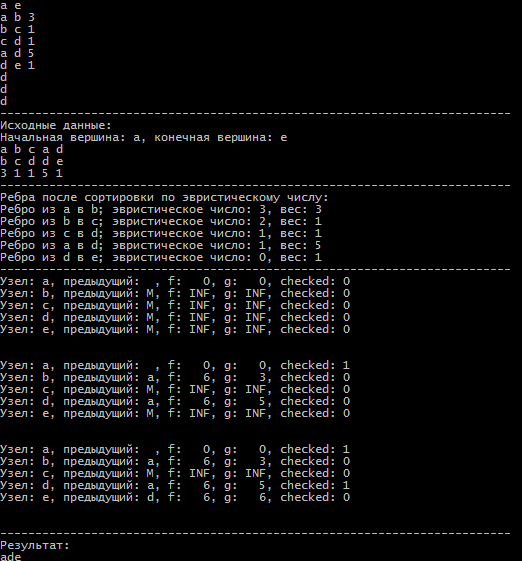 a e
a b 3
b c 1
c d 1
a d 5
d e 1
d
d
d
--------------------------------------------------------------------------
Исходные данные:
Начальная вершина: a, конечная вершина: e
a b c a d
b c d d e
3 1 1 5 1
--------------------------------------------------------------------------
Ребра после сортировки по эвристическому числу:
Ребро из a в b; эвристическое число: 3, вес: 3
Ребро из b в c; эвристическое число: 2, вес: 1
Ребро из c в d; эвристическое число: 1, вес: 1
Ребро из a в d; эвристическое число: 1, вес: 5
Ребро из d в e; эвристическое число: 0, вес: 1
--------------------------------------------------------------------------
Узел: a, предыдущий:  , f:   0, g:   0, checked: 0
Узел: b, предыдущий: M, f: INF, g: INF, checked: 0
Узел: c, предыдущий: M, f: INF, g: INF, checked: 0
Узел: d, предыдущий: M, f: INF, g: INF, checked: 0
Узел: e, предыдущий: M, f: INF, g: INF, checked: 0
Узел: a, предыдущий:  , f:   0, g:   0, checked: 1
Узел: b, предыдущий: a, f:   6, g:   3, checked: 0
Узел: c, предыдущий: M, f: INF, g: INF, checked: 0
Узел: d, предыдущий: a, f:   6, g:   5, checked: 0
Узел: e, предыдущий: M, f: INF, g: INF, checked: 0
Узел: a, предыдущий:  , f:   0, g:   0, checked: 1
Узел: b, предыдущий: a, f:   6, g:   3, checked: 0
Узел: c, предыдущий: M, f: INF, g: INF, checked: 0
Узел: d, предыдущий: a, f:   6, g:   5, checked: 1
Узел: e, предыдущий: d, f:   6, g:   6, checked: 0
--------------------------------------------------------------------------
Результат:
ade